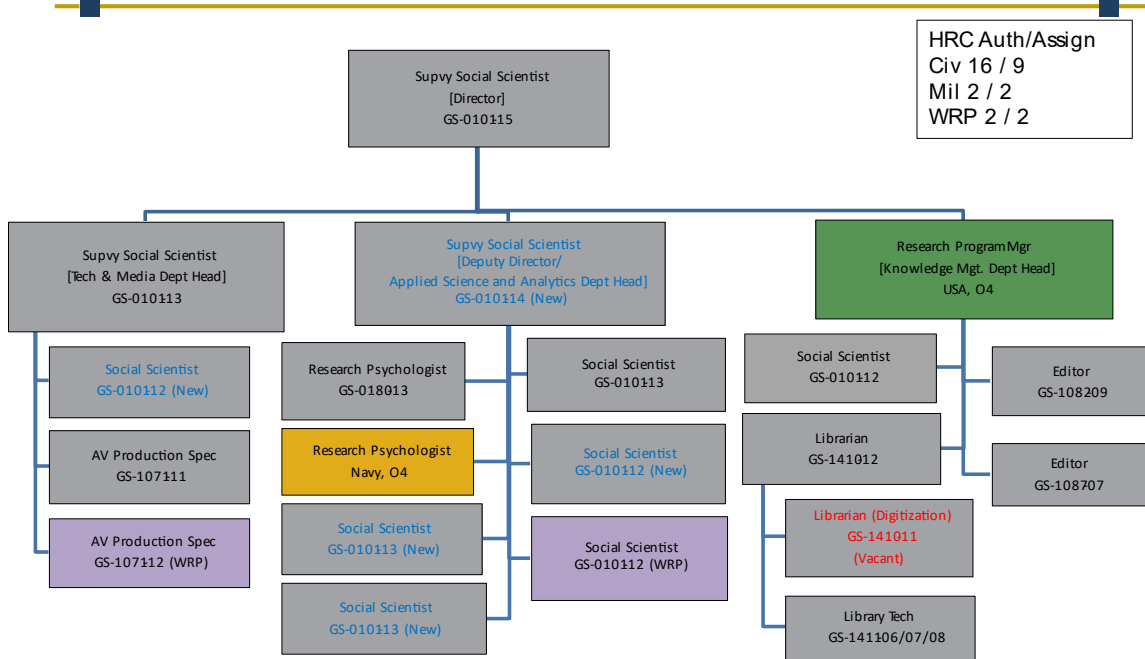 HRC Auth/Assign
Civ 16 / 9
Mil 2 / 2
WRP 2 / 2
Supvy Social Scientist
[Director]
GS-010115
Supvy Social Scientist
[Tech & Media Dept Head]
GS-010113
Social Scientist
GS-010112 (New)
AV Production Spec
GS-107111
AV Production Spec
GS-107112 (WRP)
Supvy Social Scientist
[Deputy Director/
Applied Science and Analytics Dept Head]
GS-010114 (New)
Research Psychologist
GS-018013
Research Psychologist
Navy, O4
Social Scientist
GS-010113 (New)
Social Scientist
GS-010113 (New)
Social Scientist
GS-010113
Social Scientist
GS-010112 (New)
Social Scientist
GS-010112 (WRP)
Research Program Mgr
[Knowledge Mgt. Dept Head]
USA, O4
Social Scientist
GS-010112
Librarian
GS-141012
Librarian (Digitization)
GS-141011
(Vacant)
Library Tech
GS-141106/07/08
Editor
GS-108209
Editor
GS-108707